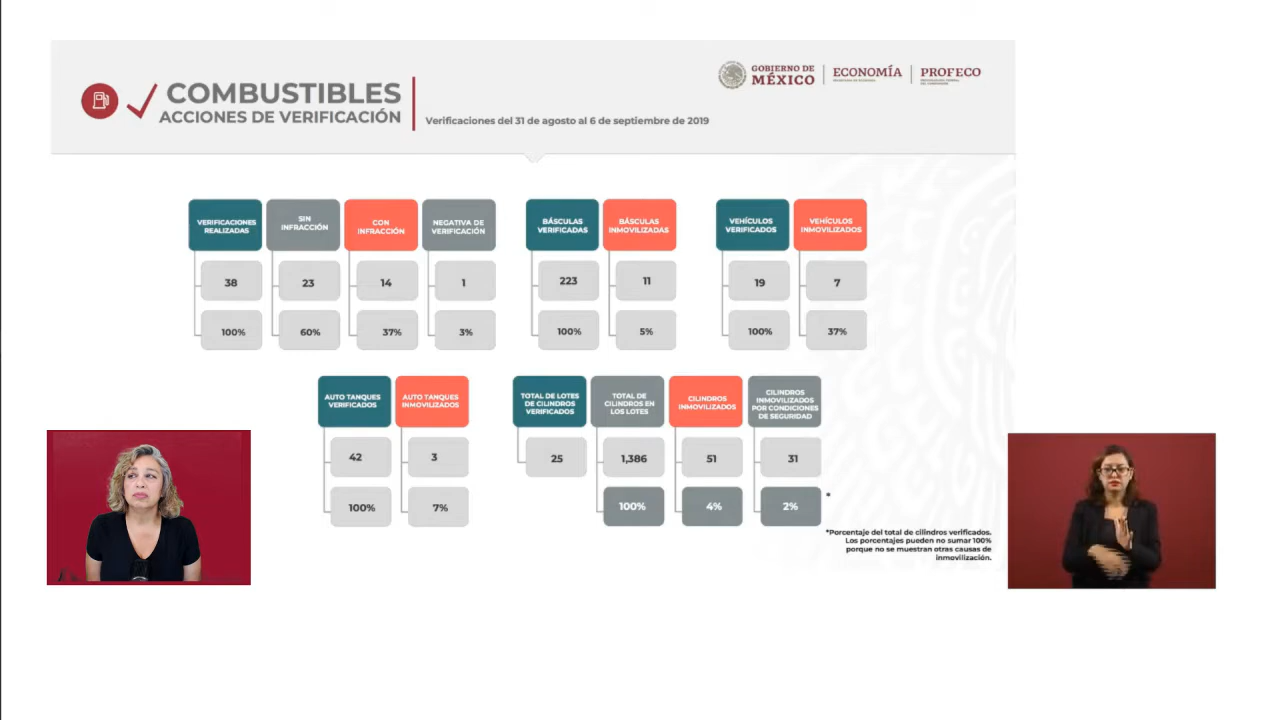 COMBUSTIBLES
ACCIONES DE VERIFICACIÓN
Verificaciones del 31 de agosto al 6 de septiembre de 2019
GOBIERNO DE
MÉXICO
ECONOMÍA
PROFECO
VERIFICACIONES
REALIZADAS
SIN
INFRACCIÓN
CON
INFRACCIÓN
NEGATIVA DE
VERIFICACIÓN
38
23
14
1
100%
60%
37%
3%
BÁSCULAS
VERIFICADAS
BÁSCULAS
INMOVILIZADAS
223
11
100%
5%
VEHÍCULOS
VERIFICADOS
VEHÍCULOS
INMOVILIZADOS
19
7
100%
37%
AUTO TANQUES
VERIFICADOS
AUTO TANQUES
INMOVILIZADOS
42
3
100%
7%
TOTAL DE LOTES
DE CILINDROS
VERIFICADOS
TOTAL DE
CILINDROS EN
LOS LOTES
CILINDROS
INMOVILIZADOS
CILINDROS
INMOVILIZADOS
POR CONDICIONES
DE SEGURIDAD
25
1,386
51
31
100%
4%
2%
*
*Porcentaje del total de cilindros verificados.
Los porcentajes pueden no sumar 100%
porque no se muestran otras causas de
inmovilización.